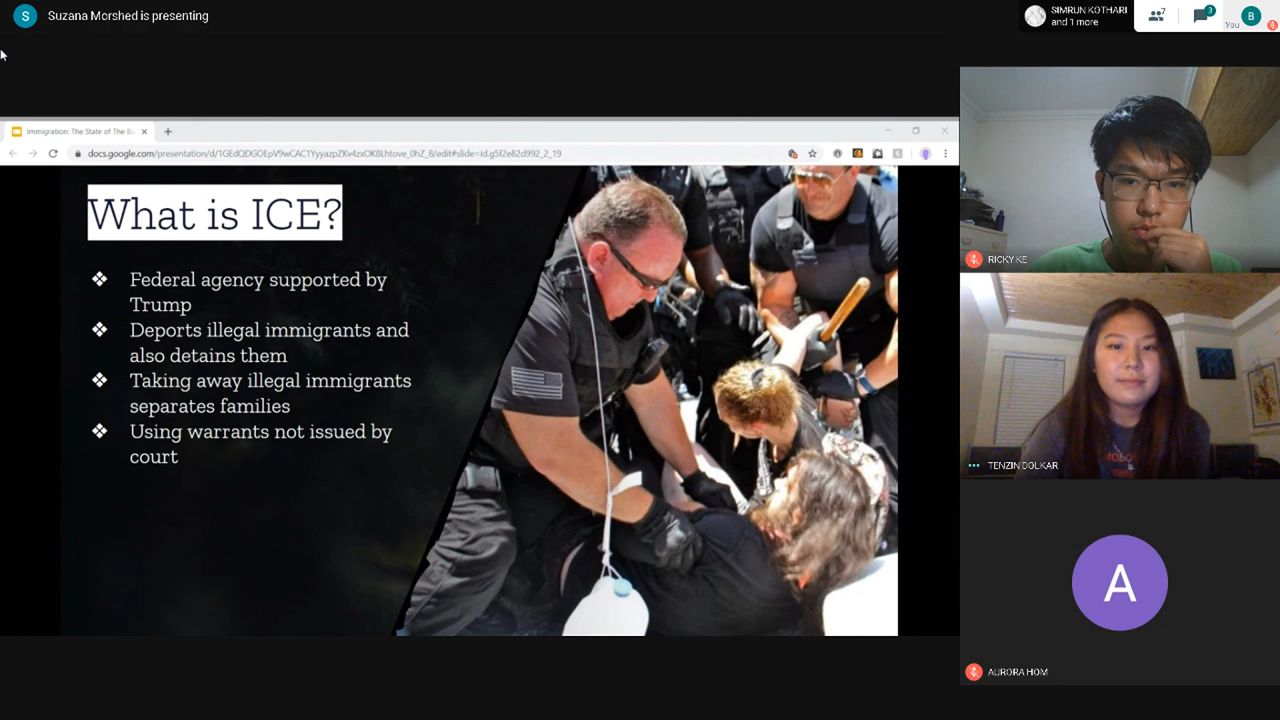 S
Suzana Morshed is presenting
SIMRUN KOTHARI
and 1 more
7
3
You
B
Immigration: The State of The Ba
docs.google.com/presentation/d/1GEdQDGOEpV9wCAC1YyyazpZKv4zxOK8Lhtove_0hZ_8/edit#slide=id.g5f2e82d992_2_19
What is ICE?
❖ Federal agency supported by
Trump
❖ Deports illegal immigrants and
also detains them
❖ Taking away illegal immigrants
separates families
❖ Using warrants not issued by
court
RICKY KE
TENZIN DOLKAR
A
AURORA HOM